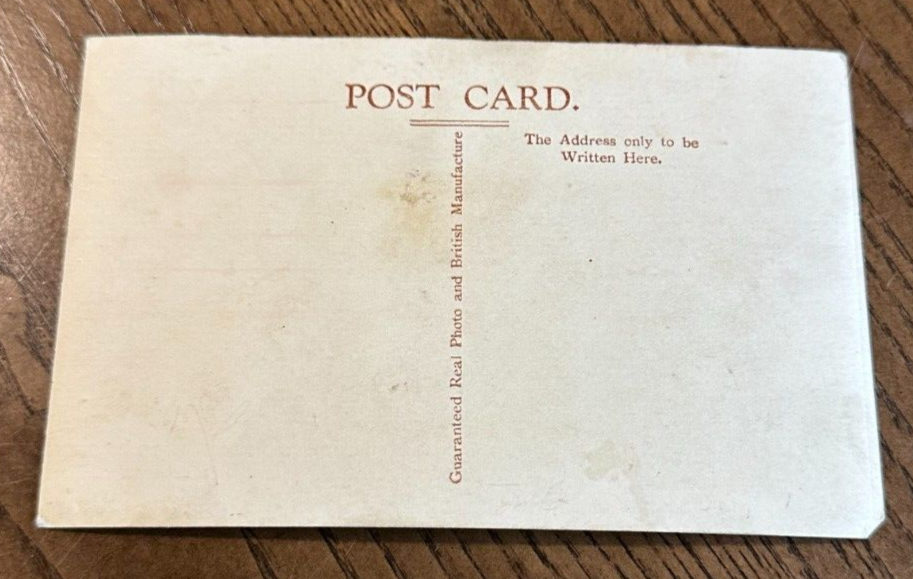 POST CARD.
The Address only to be
Written Here.
Guaranteed Real Photo and British Manufacture